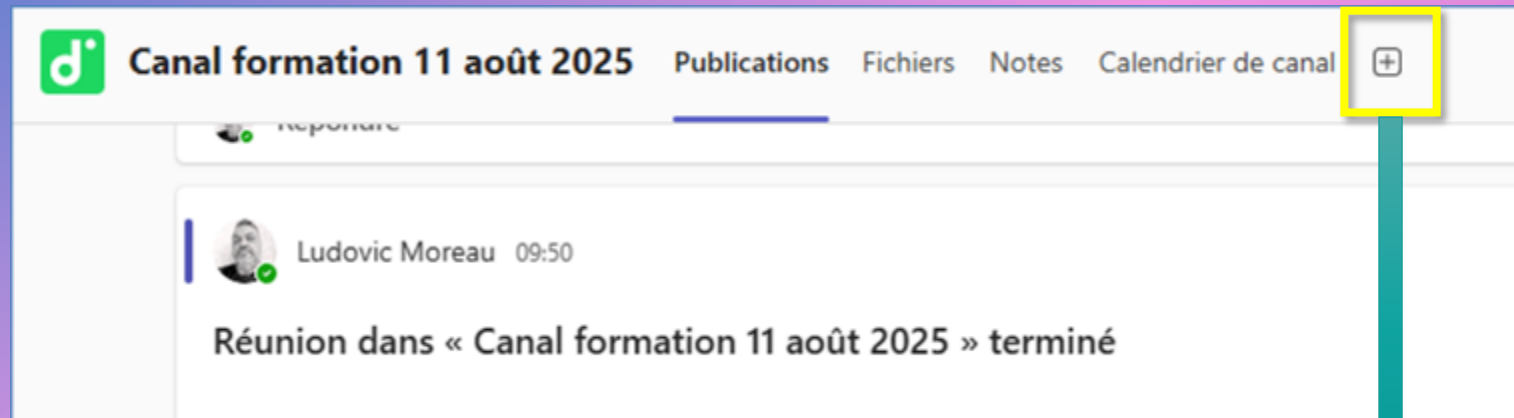 Canal formation 11 août 2025 Publications Fichiers Notes Calendrier de canal
Répondre
Ludovic Moreau 09:50
Réunion dans « Canal formation 11 août 2025 » terminé